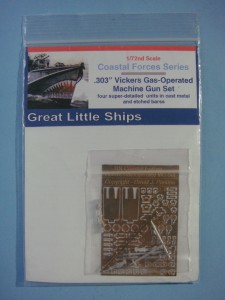 1/72nd Scale
Coastal Forces Series
.303" Vickers Gas-Operated
Machine Gun Set
four super-detailed units in cast metal
and etched brass
Great Little Ships